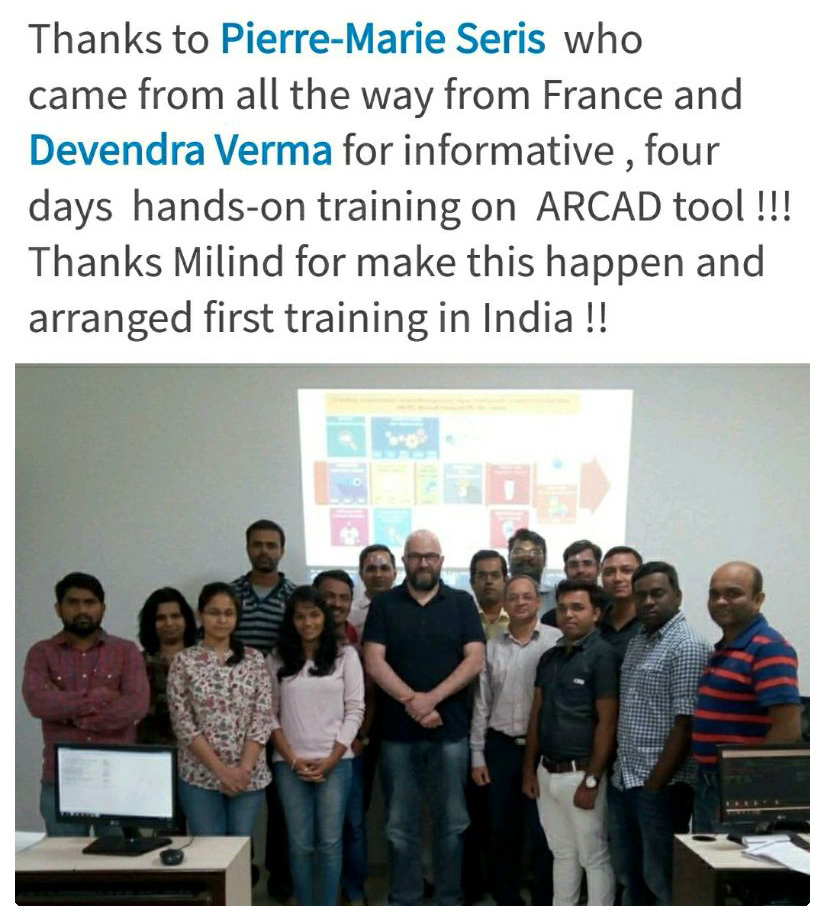 Thanks to Pierre-Marie Seris who
came from all the way from France and
Devendra Verma for informative , four
days hands-on training on ARCAD tool !!!
Thanks Milind for make this happen and
arranged first training in India !!